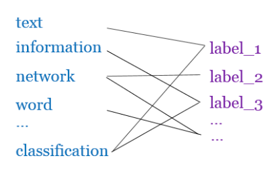 text
information
network
word
...
classification
label_1
label_2
label_3
...
...